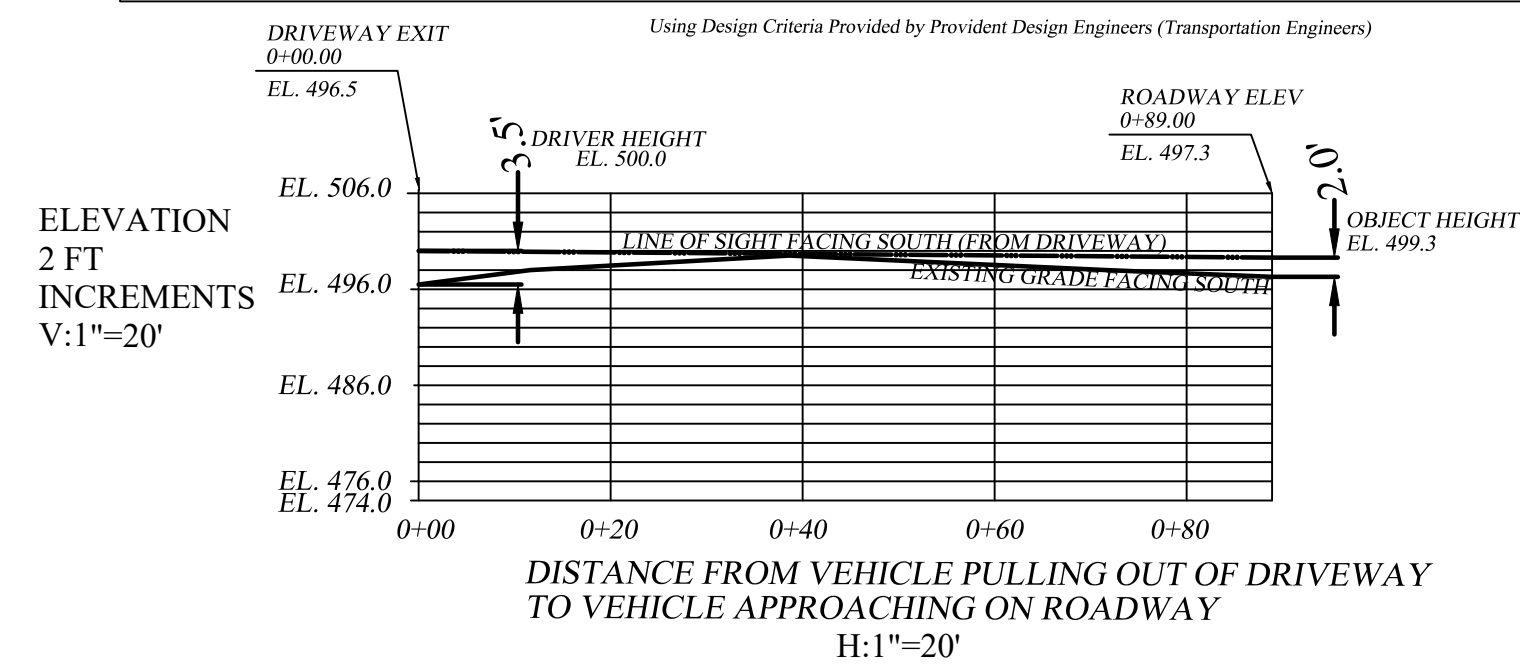 Using Design Criteria Provided by Provident Design Engineers (Transportation Engineers)
DRIVEWAY EXIT
0+00.00
EL. 496.5
ROADWAY ELEV
0+89.00
EL. 497.3
3.5'
DRIVER HEIGHT
EL. 500.0
2.0'
OBJECT HEIGHT
EL. 499.3
ELEVATION
2 FT
INCREMENTS
V:1"=20'
EL. 506.0
EL. 496.0
EL. 486.0
EL. 476.0
EL. 474.0
LINE OF SIGHT FACING SOUTH (FROM DRIVEWAY)
EXISTING GRADE FACING SOUTH
0+00
0+20
0+40
0+60
0+80
DISTANCE FROM VEHICLE PULLING OUT OF DRIVEWAY
TO VEHICLE APPROACHING ON ROADWAY
H:1"=20'